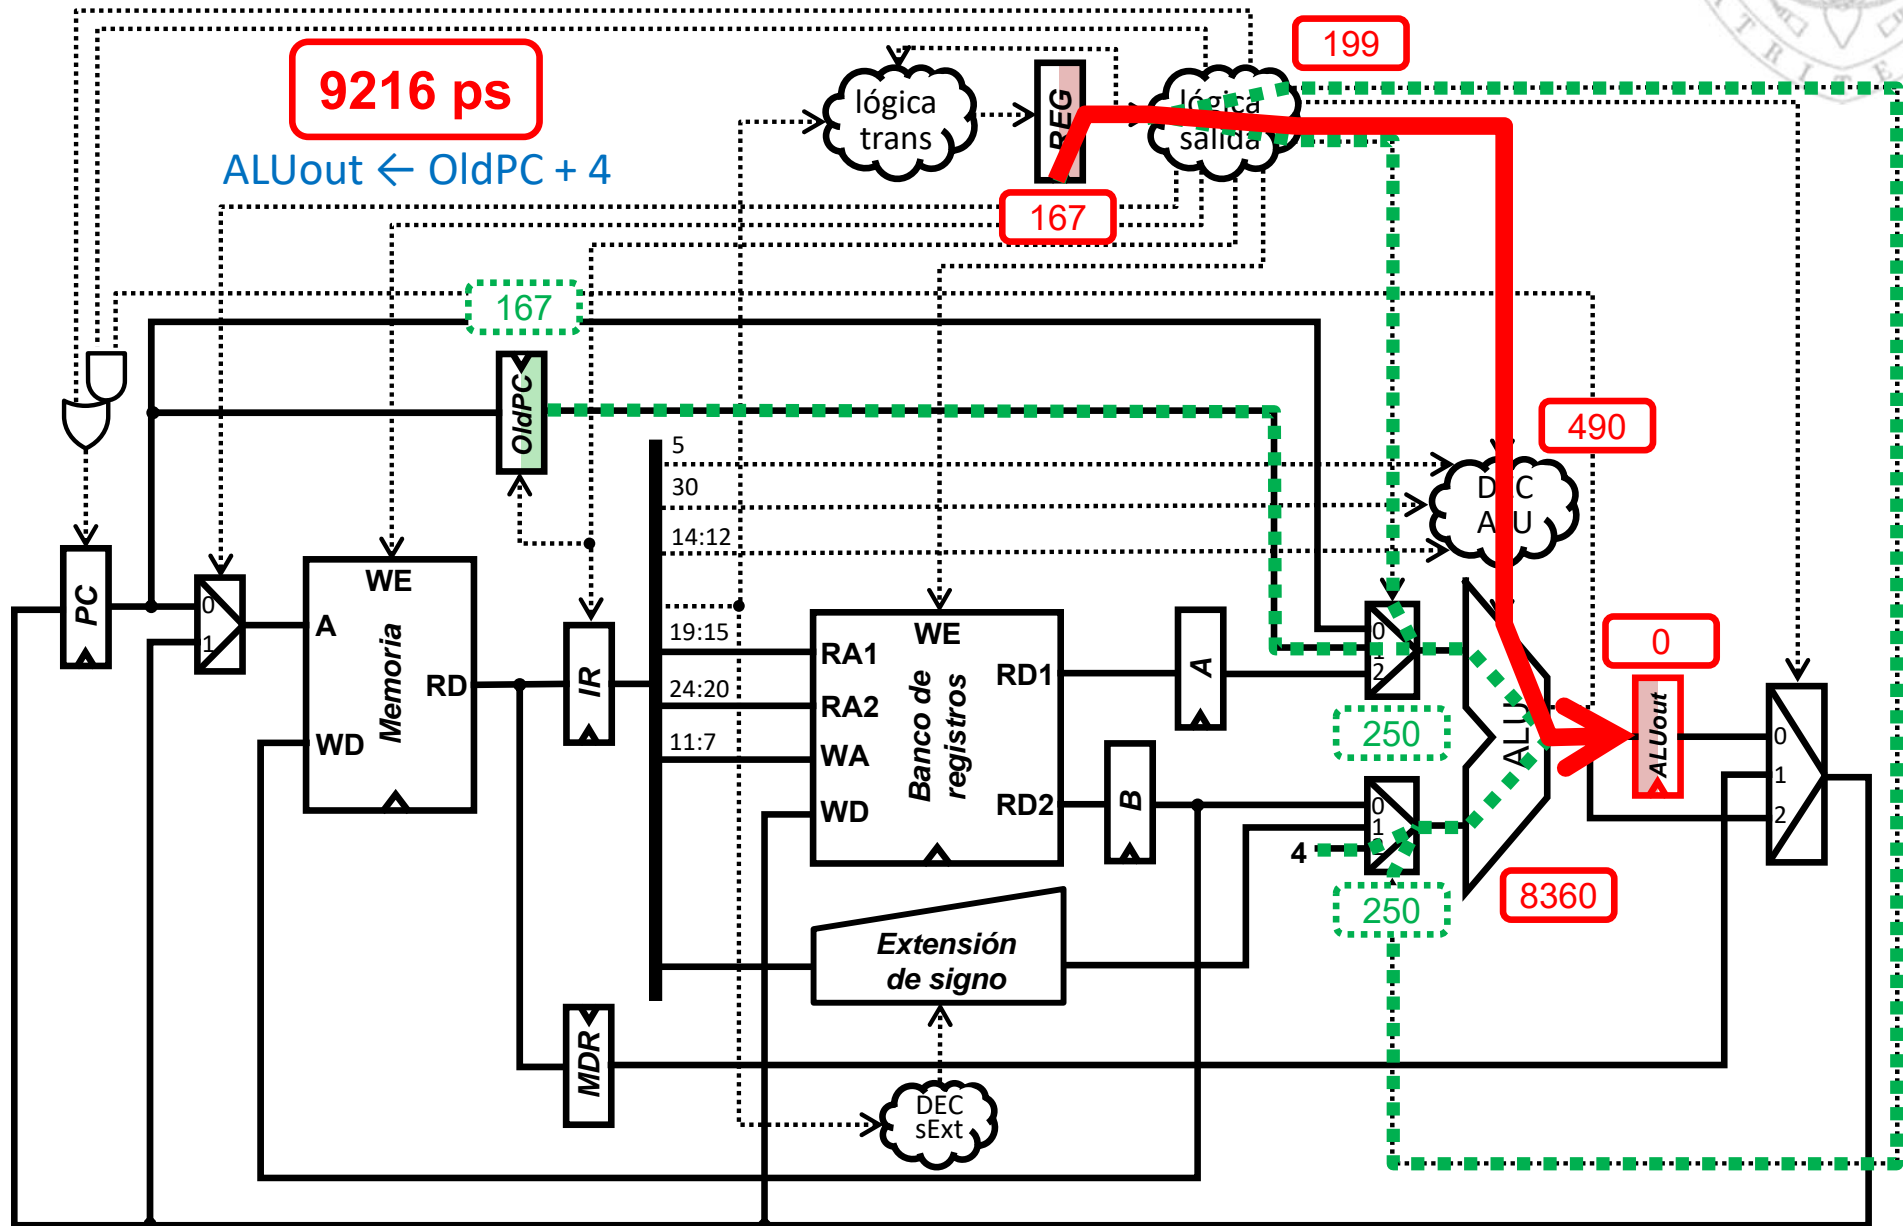 199
9216 ps
lógica
trans
REG
lógica
salida
ALUout ← OldPC + 4
167
167
OldPC
5
30
14:12
490
DEC
ALU
PC
0
1
WE
A
Memoria
RD
WD
IR
19:15
24:20
11:7
WE
RA1
RA2
WA
WD
Banco de
registros
RD1
RD2
A
B
0
1
2
250
0
1
2
4
250
ALU
8360
0
ALUout
0
1
2
Extensión
de signo
MDR
DEC
sExt